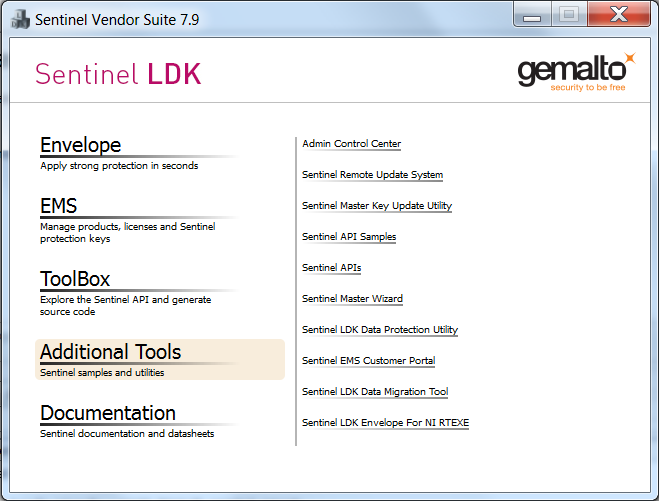 Sentinel Vendor Suite 7.9
Sentinel LDK
gemalto
security to be free
Envelope
Apply strong protection in seconds
EMS
Manage products, licenses and Sentinel
protection keys
ToolBox
Explore the Sentinel API and generate
source code
Additional Tools
Sentinel samples and utilities
Documentation
Sentinel documentation and datasheets
Admin Control Center
Sentinel Remote Update System
Sentinel Master Key Update Utility
Sentinel API Samples
Sentinel APIs
Sentinel Master Wizard
Sentinel LDK Data Protection Utility
Sentinel EMS Customer Portal
Sentinel LDK Data Migration Tool
Sentinel LDK Envelope For NI RTEXE